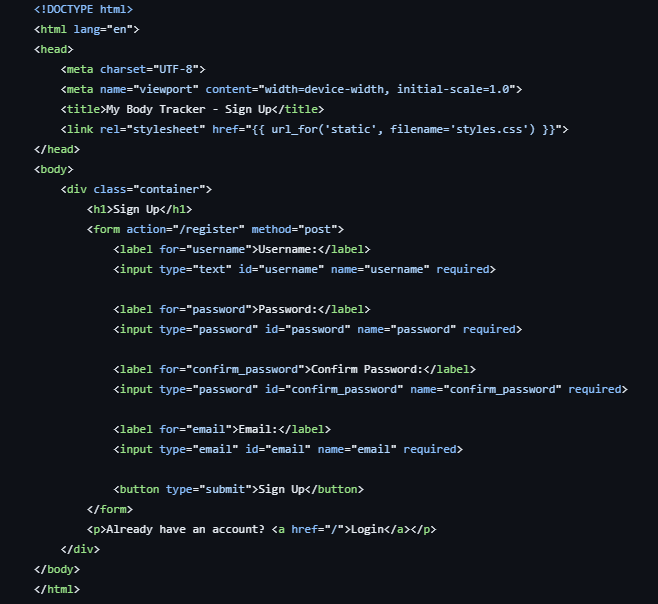 <!DOCTYPE html>
<html lang="en">
<head>
    <meta charset="UTF-8">
    <meta name="viewport" content="width=device-width, initial-scale=1.0">
    <title>My Body Tracker - Sign Up</title>
    <link rel="stylesheet" href="{{ url_for('static', filename='styles.css') }}">
</head>
<body>
    <div class="container">
        <h1>Sign Up</h1>
        <form action="/register" method="post">
            <label for="username">Username:</label>
            <input type="text" id="username" name="username" required>

            <label for="password">Password:</label>
            <input type="password" id="password" name="password" required>

            <label for="confirm_password">Confirm Password:</label>
            <input type="password" id="confirm_password" name="confirm_password" required>

            <label for="email">Email:</label>
            <input type="email" id="email" name="email" required>

            <button type="submit">Sign Up</button>
        </form>
        <p>Already have an account? <a href="/">Login</a></p>
    </div>
</body>
</html>